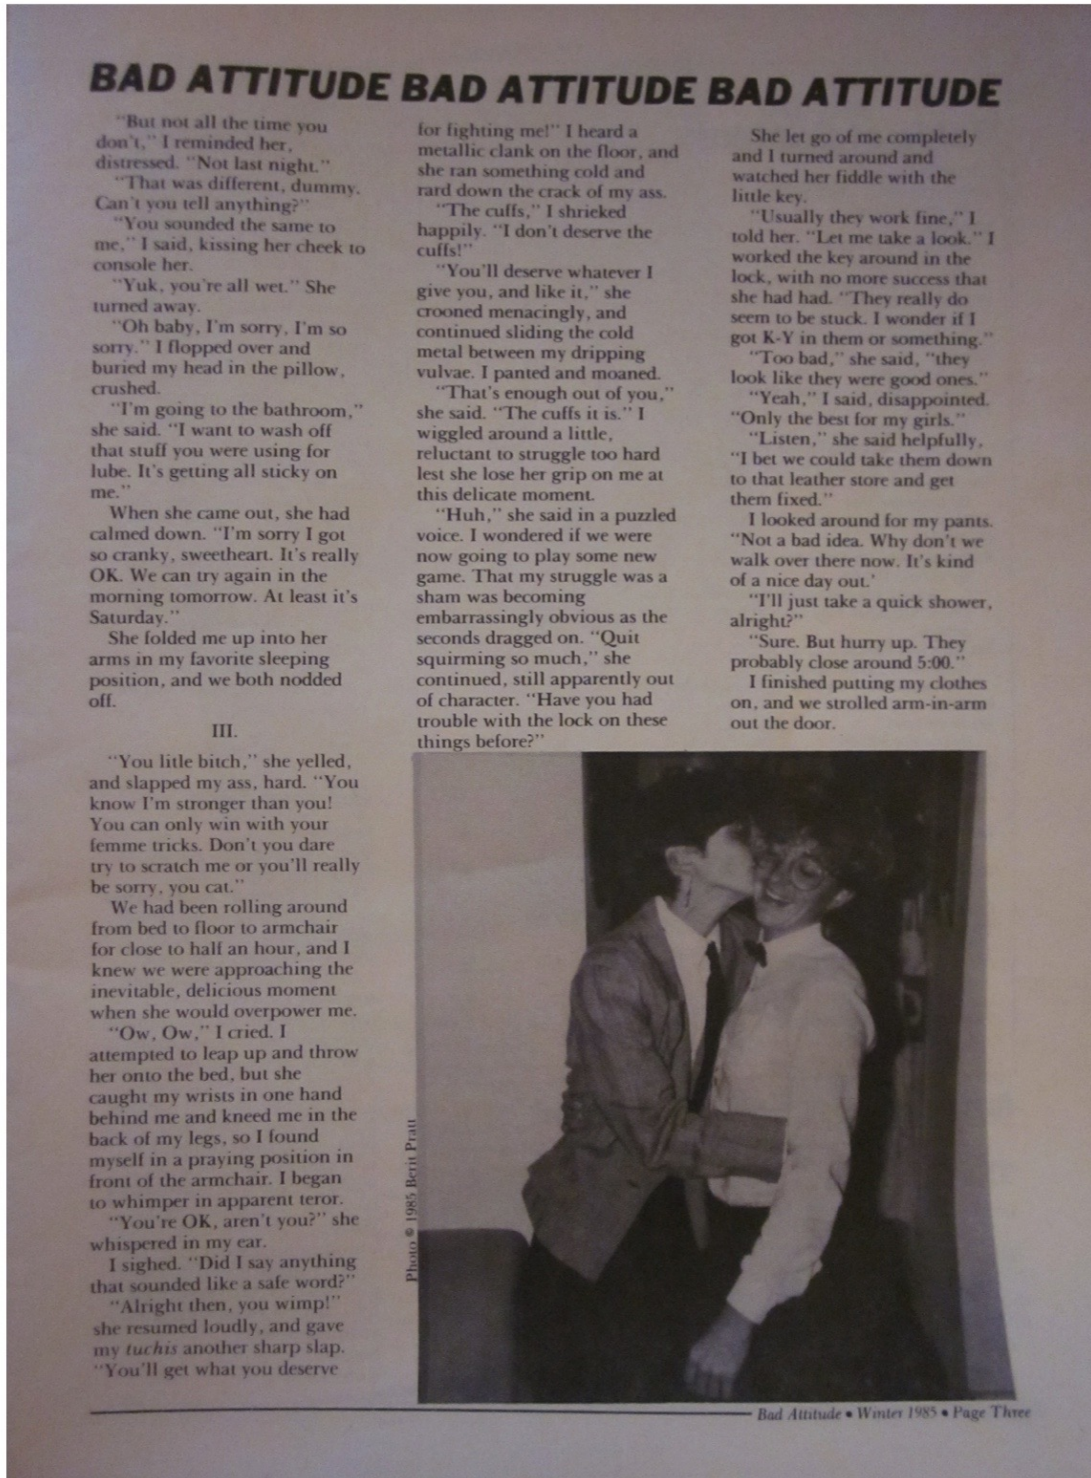 BAD ATTITUDE BAD ATTITUDE BAD ATTITUDE
"But not all the time you
don't," I reminded her,
distressed. "Not last night."
"That was different, dummy.
Can't you tell anything?"
"You sounded the same to
me," I said, kissing her cheek to
console her.
"Yuk, you're all wet." She
turned away.
"Oh baby, I'm sorry, I'm so
sorry." I flopped over and
buried my head in the pillow,
crushed.
"I'm going to the bathroom,"
she said. "I want to wash off
that stuff you were using for
lube. It's getting all sticky on
me."
When she came out, she had
calmed down. "I'm sorry I got
so cranky, sweetheart. It's really
OK. We can try again in the
morning tomorrow. At least it's
Saturday."
She folded me up into her
arms in my favorite sleeping
position, and we both nodded
off.
III.
"You litle bitch," she yelled,
and slapped my ass, hard. "You
know I'm stronger than you!
You can only win with your
femme tricks. Don't you dare
try to scratch me or you'll really
be sorry, you cat."
We had been rolling around
from bed to floor to armchair
for close to half an hour, and I
knew we were approaching the
inevitable, delicious moment
when she would overpower me.
"Ow, Ow," I cried. I
attempted to leap up and throw
her onto the bed, but she
caught my wrists in one hand
behind me and kneed me in the
back of my legs, so I found
myself in a praying position in
front of the armchair. I began
to whimper in apparent teror.
"You're OK, aren't you?" she
whispered in my ear.
I sighed. "Did I say anything
that sounded like a safe word?"
"Alright then, you wimp!"
she resumed loudly, and gave
my tuchis another sharp slap.
"You'll get what you deserve
for fighting me!" I heard a
metallic clank on the floor, and
she ran something cold and
rard down the crack of my ass.
"The cuffs," I shrieked
happily. "I don't deserve the
cuffs!"
"You'll deserve whatever I
give you, and like it," she
crooned menacingly, and
continued sliding the cold
metal between my dripping
vulvae. I panted and moaned.
"That's enough out of you,"
she said. "The cuffs it is." I
wiggled around a little,
reluctant to struggle too hard
lest she lose her grip on me at
this delicate moment.
"Huh," she said in a puzzled
voice. I wondered if we were
now going to play some new
game. That my struggle was a
sham was becoming
embarrassingly obvious as the
seconds dragged on. "Quit
squirming so much," she
continued, still apparently out
of character. "Have you had
trouble with the lock on these
things before?"
She let go of me completely
and I turned around and
watched her fiddle with the
little key.
"Usually they work fine," I
told her. "Let me take a look." I
worked the key around in the
lock, with no more success that
she had had. "They really do
seem to be stuck. I wonder if I
got K-Y in them or something."
"Too bad," she said, "they
look like they were good ones."
"Yeah," I said, disappointed.
"Only the best for my girls."
"Listen," she said helpfully,
"I bet we could take them down
to that leather store and get
them fixed."
I looked around for my pants.
"Not a bad idea. Why don't we
walk over there now. It's kind
of a nice day out.'
"I'll just take a quick shower,
alright?"
"Sure. But hurry up. They
probably close around 5:00."
I finished putting my clothes
on, and we strolled arm-in-arm
out the door.
Photo © 1985 Berit Pratt
Bad Attitude • Winter 1985 • Page Three